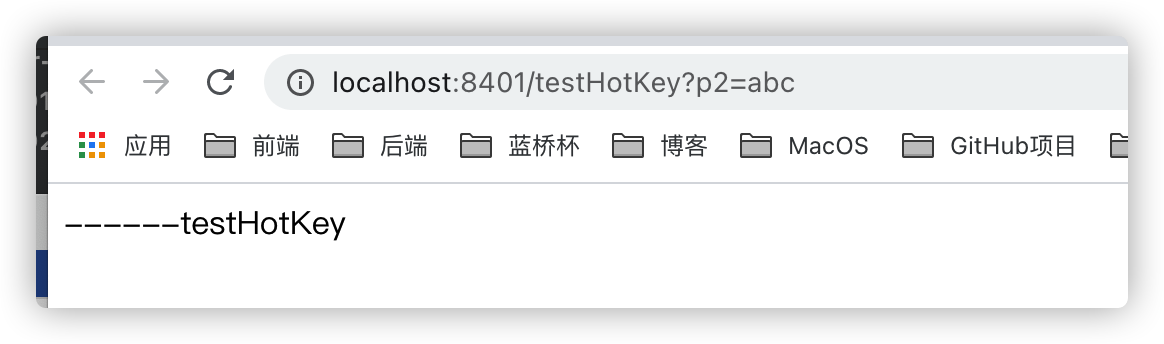 localhost:8401/testHotKey?p2=abc
应用 前端 后端 蓝桥杯 博客 MacOS GitHub项目
------testHotKey